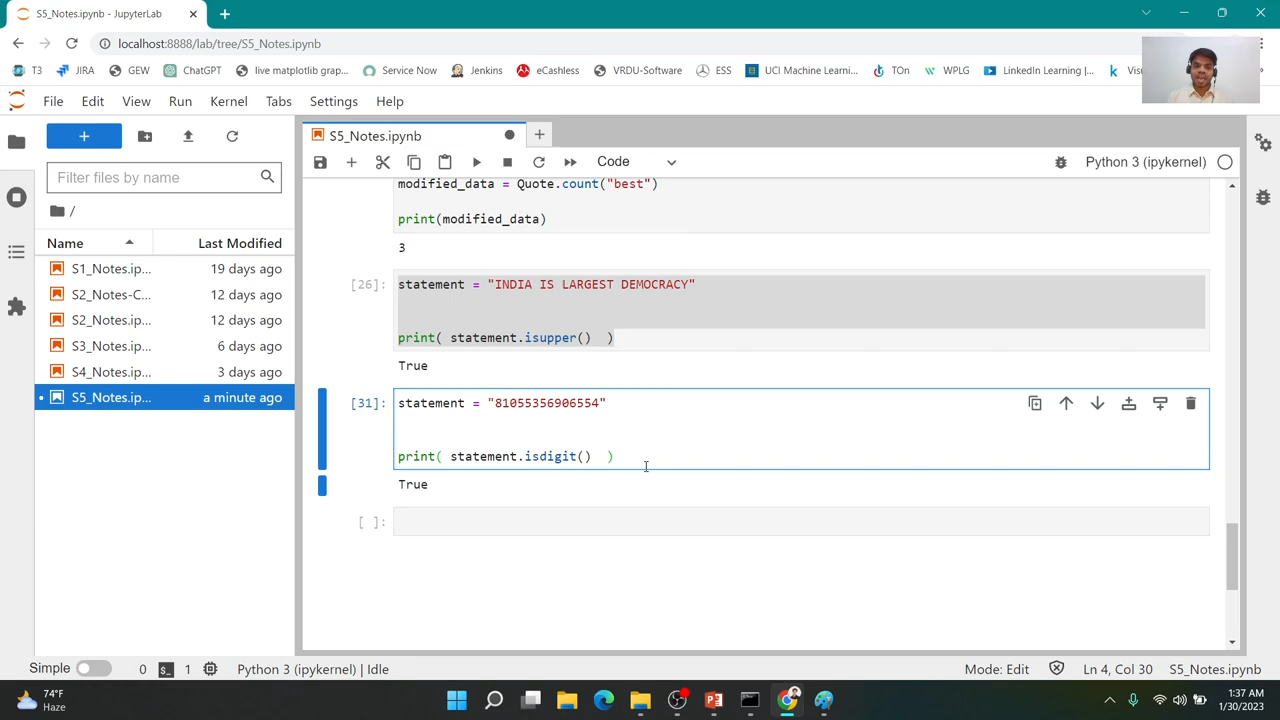 S5_Notes.ipynb - JupyterLab
localhost:8888/lab/tree/S5_Notes.ipynb
T3 JIRA GEW ChatGPT live matplotlib grap... Service Now Jenkins eCashless VRDU-Software ESS UCI Machine Learni... TOn WPLG LinkedIn Learning |... Visu
File Edit View Run Kernel Tabs Settings Help
S5_Notes.ipynb
Code
Python 3 (ipykernel)
Filter files by name
/
Name Last Modified
S1_Notes.ip... 19 days ago
S2_Notes-C... 12 days ago
S2_Notes.ip... 12 days ago
S3_Notes.ip... 6 days ago
S4_Notes.ip... 3 days ago
S5_Notes.ip... a minute ago
modified_data = Quote.count("best")
print(modified_data)
3
[26]:
statement = "INDIA IS LARGEST DEMOCRACY"
print( statement.isupper()  )
True
[31]:
statement = "81055356906554"
print( statement.isdigit()  )
True
[ ]:
Simple 0 1 Python 3 (ipykernel) | Idle Mode: Edit Ln 4, Col 30 S5_Notes.ipynb
74°F
Haze
1:37 AM
1/30/2023